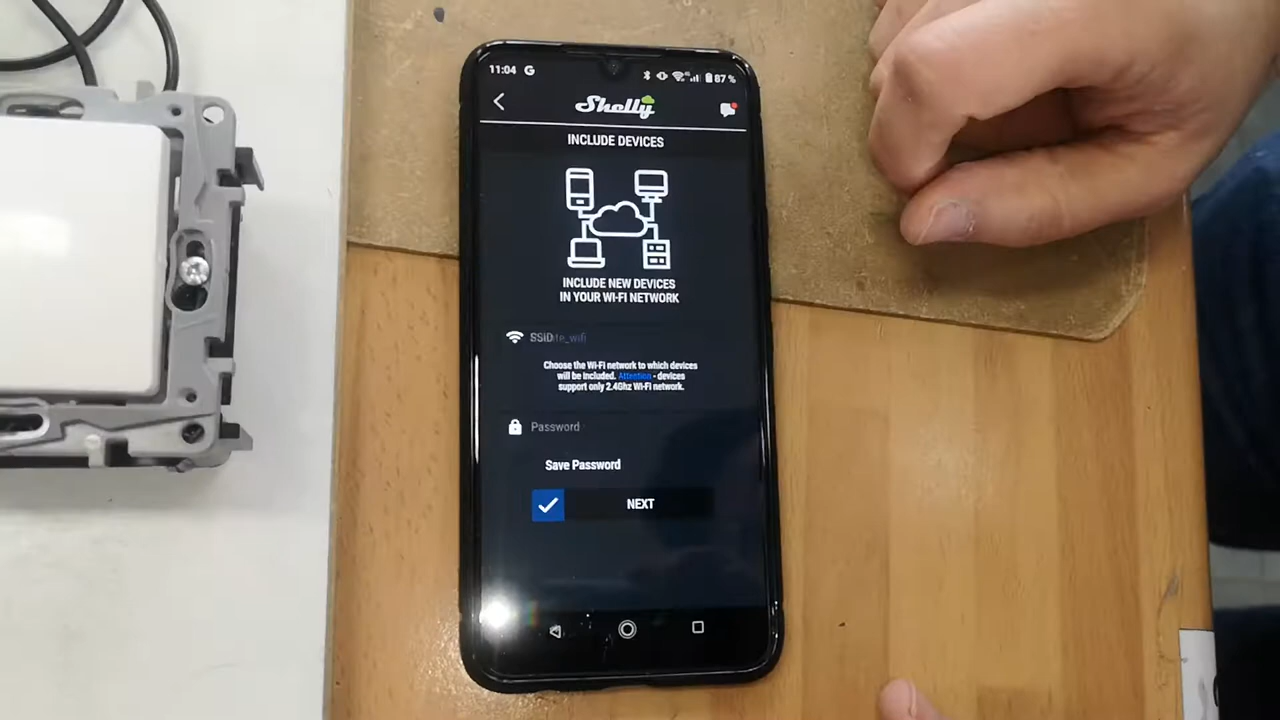 11:04 G
87 %
Shelly
INCLUDE DEVICES
INCLUDE NEW DEVICES
IN YOUR WI-FI NETWORK
SSID
Choose the Wi-Fi network to which devices
will be included. Attention - devices
support only 2.4Ghz Wi-Fi network.
Password
Save Password
NEXT